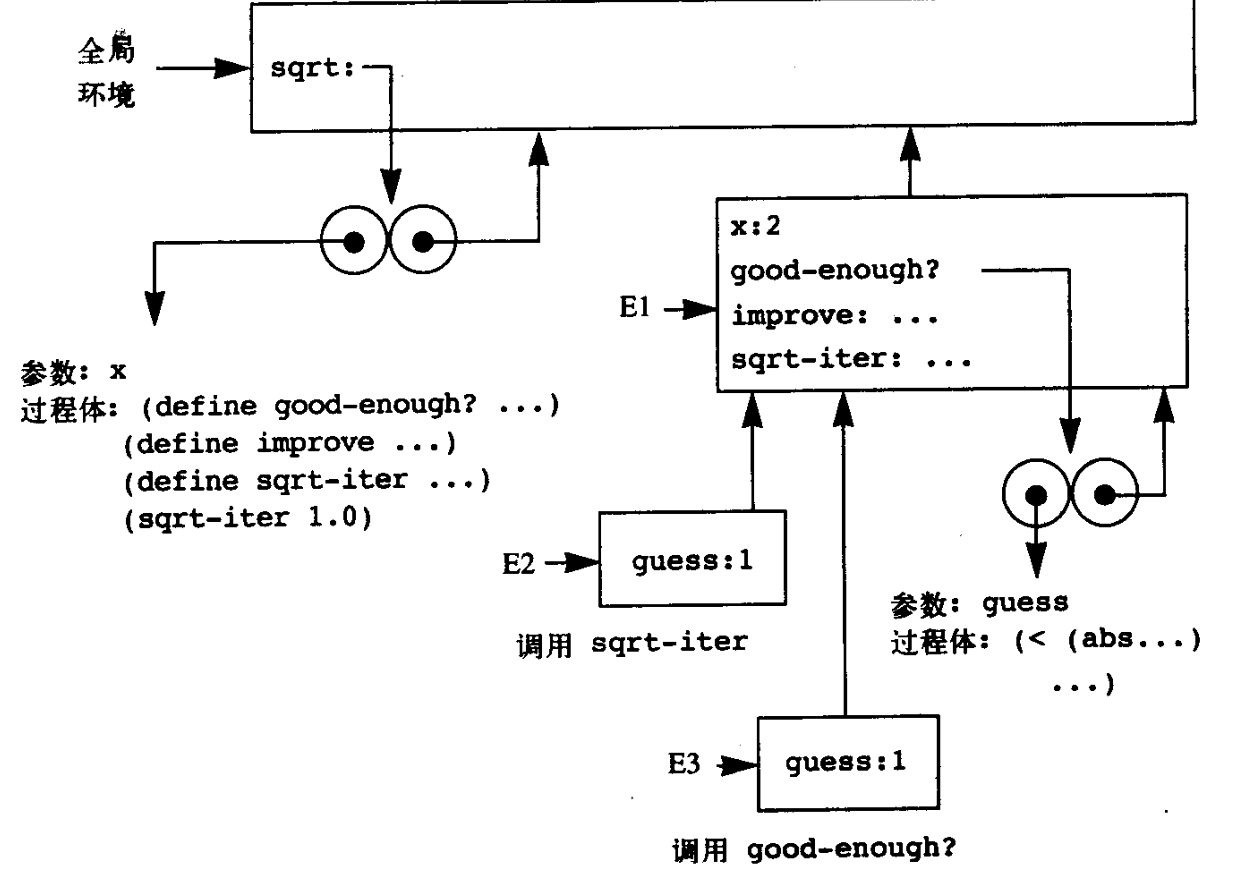 全局
环境
sqrt:
x:2
good-enough?
improve: ...
sqrt-iter: ...
E1
参数: x
过程体: (define good-enough? ...)
(define improve ...)
(define sqrt-iter ...)
(sqrt-iter 1.0)
E2
guess:1
调用 sqrt-iter
参数: guess
过程体: (< (abs...)
...)
E3
guess:1
调用 good-enough?